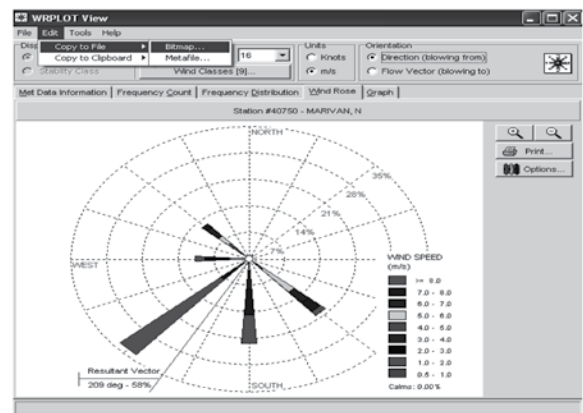 WRPLOT View
File Edit Tools Help
Copy to File Bitmap...
Copy to Clipboard Metafile...
Stability Class
16
Wind Classes [9]...
Units
Knots
m/s
Orientation
Direction (blowing from)
Flow Vector (blowing to)
Met Data Information Frequency Count Frequency Distribution Wind Rose Graph
Station #40750 - MARIVAN, N
Print...
Options...
NORTH
35%
28%
21%
14%
7%
WEST
SOUTH
WIND SPEED
(m/s)
>= 8.0
7.0 - 8.0
6.0 - 7.0
5.0 - 6.0
4.0 - 5.0
3.0 - 4.0
2.0 - 3.0
1.0 - 2.0
0.5 - 1.0
Calms: 0.00%
Resultant Vector
209 deg - 58%